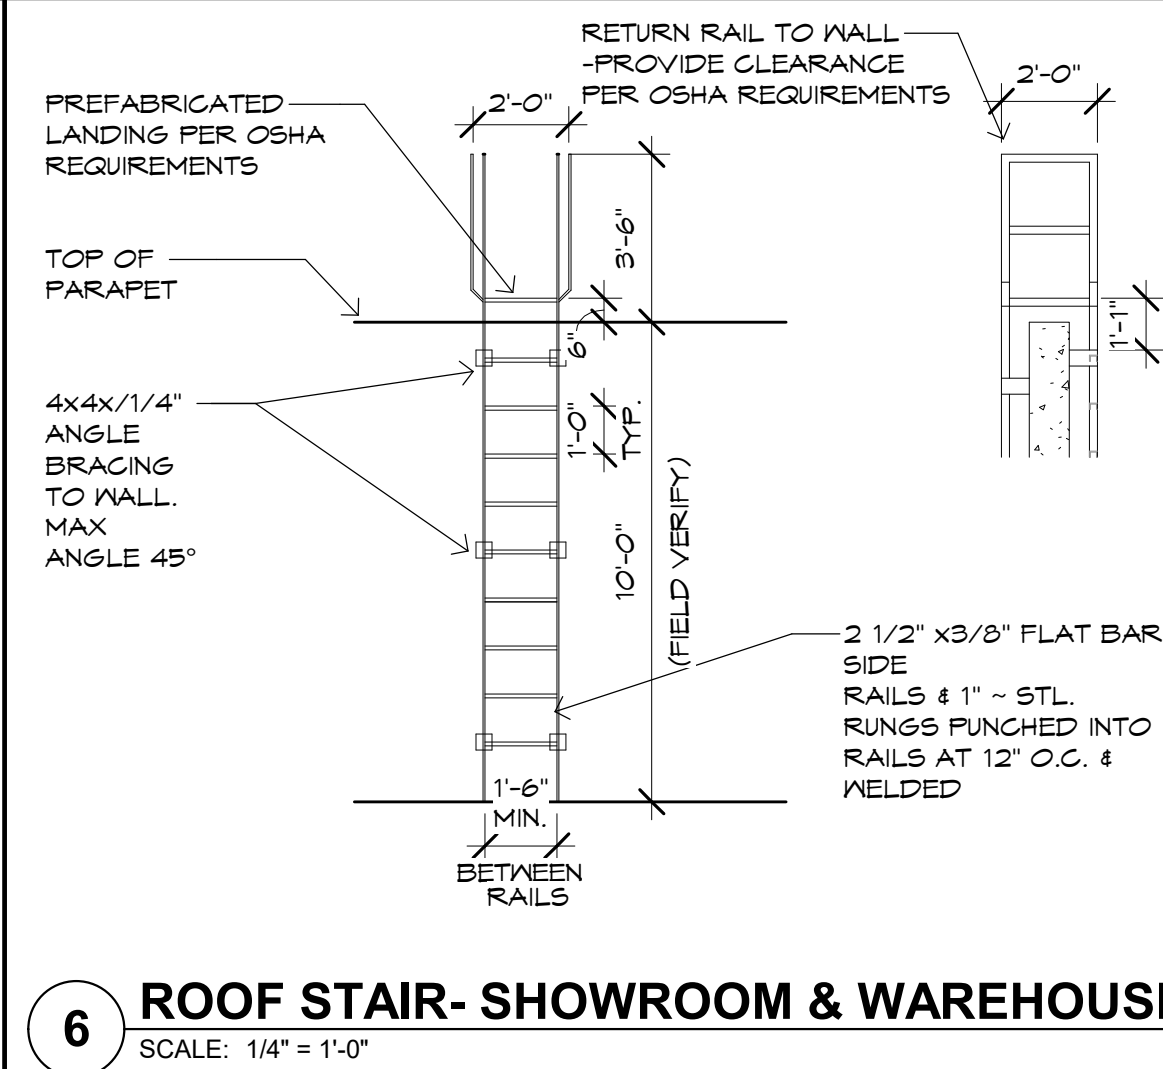 RETURN RAIL TO WALL
-PROVIDE CLEARANCE
PER OSHA REQUIREMENTS
2'-0"
PREFABRICATED
LANDING PER OSHA
REQUIREMENTS
2'-0"
TOP OF
PARAPET
3'-6"
6"
1'-1"
4x4x/1/4"
ANGLE
BRACING
TO WALL.
MAX
ANGLE 45°
1'-0"
TYP.
10'-0"
(FIELD VERIFY)
2 1/2" x3/8" FLAT BAR
SIDE
RAILS & 1" ~ STL.
RUNGS PUNCHED INTO
RAILS AT 12" O.C. &
WELDED
1'-6"
MIN.
BETWEEN
RAILS
6
ROOF STAIR- SHOWROOM & WAREHOUSE
SCALE: 1/4" = 1'-0"